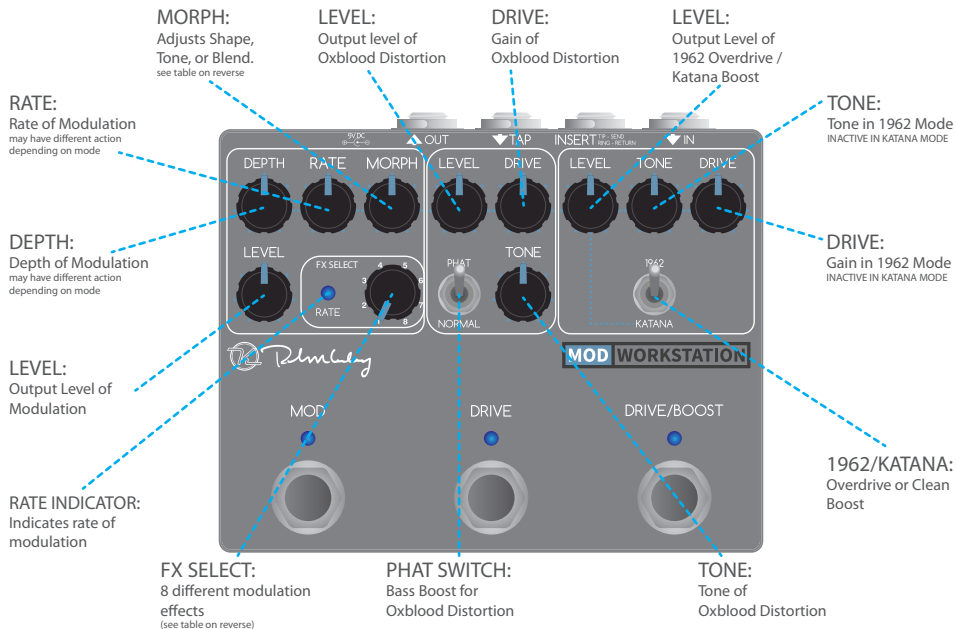 MORPH:
Adjusts Shape,
Tone, or Blend.
see table on reverse
LEVEL:
Output level of
Oxblood Distortion
DRIVE:
Gain of
Oxblood Distortion
LEVEL:
Output Level of
1962 Overdrive /
Katana Boost
RATE:
Rate of Modulation
may have different action
depending on mode
TONE:
Tone in 1962 Mode
INACTIVE IN KATANA MODE
DEPTH:
Depth of Modulation
may have different action
depending on mode
DRIVE:
Gain in 1962 Mode
INACTIVE IN KATANA MODE
LEVEL:
Output Level of
Modulation
RATE INDICATOR:
Indicates rate of
modulation
1962/KATANA:
Overdrive or Clean
Boost
FX SELECT:
8 different modulation
effects
(see table on reverse)
PHAT SWITCH:
Bass Boost for
Oxblood Distortion
TONE:
Tone of
Oxblood Distortion
9V DC
OUT
TAP
INSERT
TIP - SEND
RING - RETURN
IN
DEPTH
RATE
MORPH
LEVEL
DRIVE
LEVEL
TONE
DRIVE
LEVEL
FX SELECT
RATE
1
2
3
4
5
6
7
8
PHAT
NORMAL
TONE
1962
KATANA
MOD WORKSTATION
MOD
DRIVE
DRIVE/BOOST